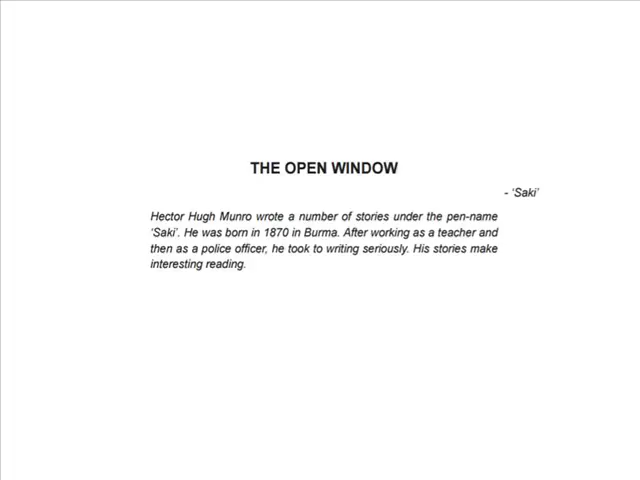 THE OPEN WINDOW
- ‘Saki’
Hector Hugh Munro wrote a number of stories under the pen-name
‘Saki’. He was born in 1870 in Burma. After working as a teacher and
then as a police officer, he took to writing seriously. His stories make
interesting reading.